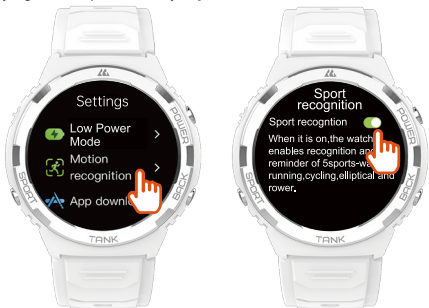 Settings
Low Power
Mode
Motion
recognition
App downl
POWER
SPORT
BACK
TANK
Sport
recognition
Sport recogntion
When it is on,the watch
enables recognition and
reminder of 5sports-wa
running,cycling,elliptical and
rower.
POWER
SPORT
BACK
TANK